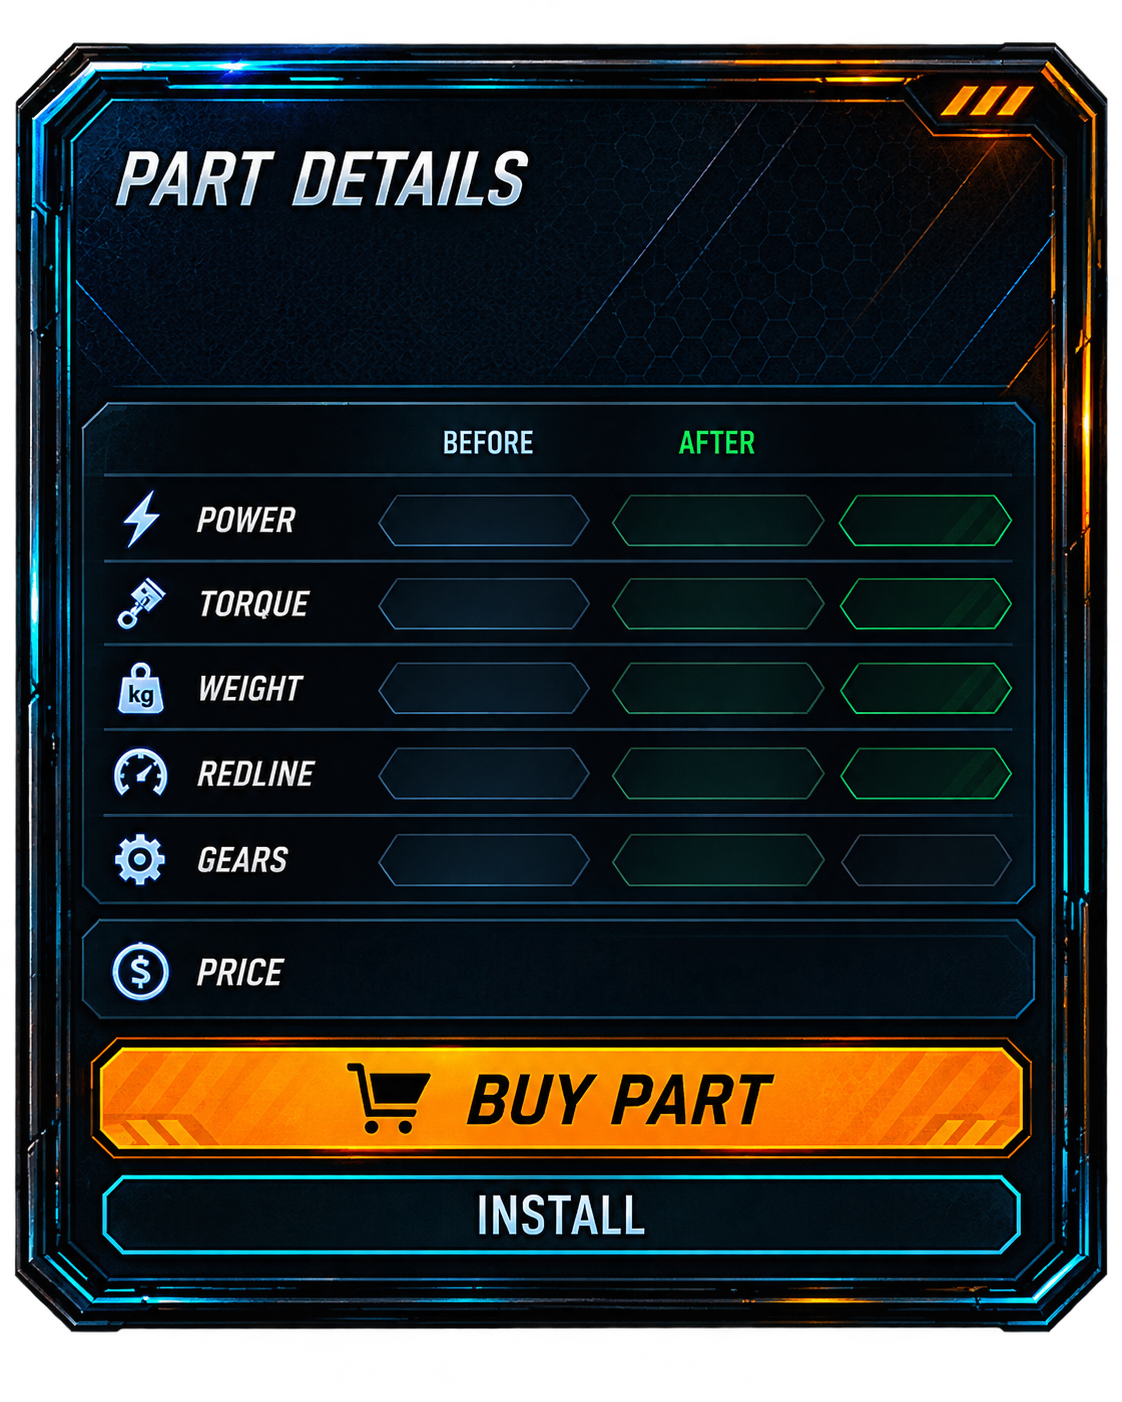 PART DETAILS
BEFORE AFTER
POWER
TORQUE
kg WEIGHT
REDLINE
GEARS
$ PRICE
BUY PART
INSTALL